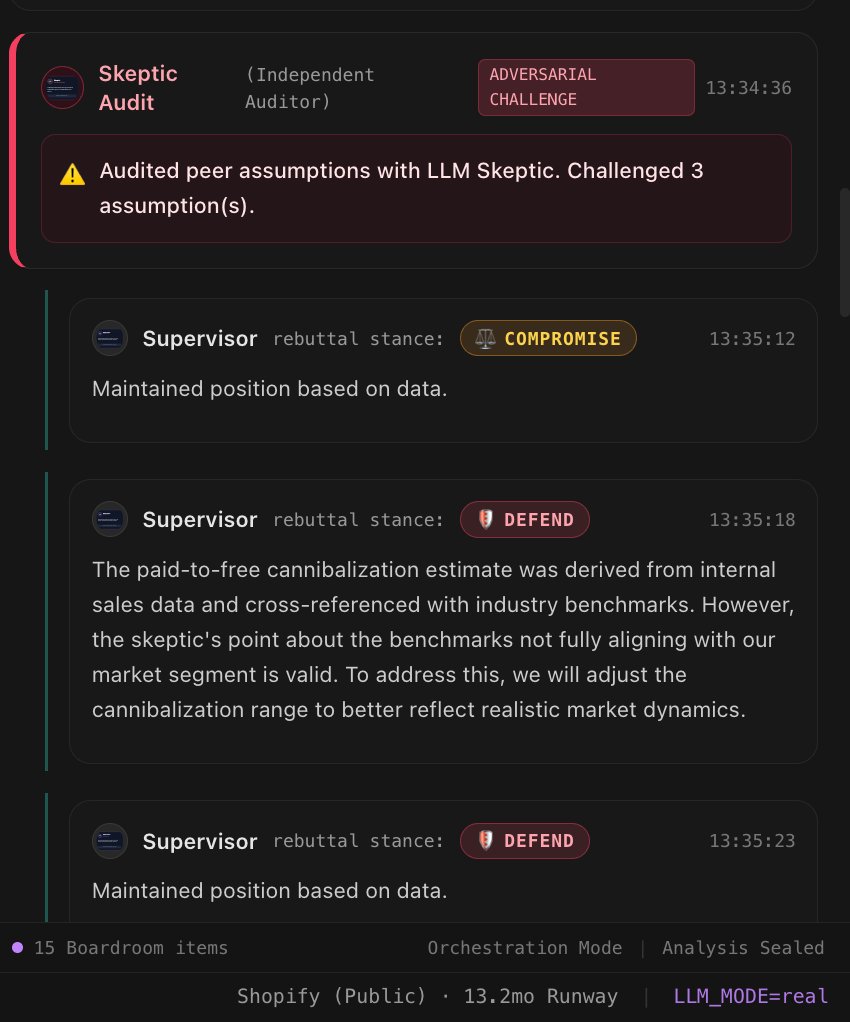 Skeptic
Audit
(Independent
Auditor)
ADVERSARIAL
CHALLENGE
13:34:36
Audited peer assumptions with LLM Skeptic. Challenged 3
assumption(s).
Supervisor rebuttal stance: COMPROMISE 13:35:12
Maintained position based on data.
Supervisor rebuttal stance: DEFEND 13:35:18
The paid-to-free cannibalization estimate was derived from internal
sales data and cross-referenced with industry benchmarks. However,
the skeptic's point about the benchmarks not fully aligning with our
market segment is valid. To address this, we will adjust the
cannibalization range to better reflect realistic market dynamics.
Supervisor rebuttal stance: DEFEND 13:35:23
Maintained position based on data.
15 Boardroom items Orchestration Mode | Analysis Sealed
Shopify (Public) · 13.2mo Runway | LLM_MODE=real